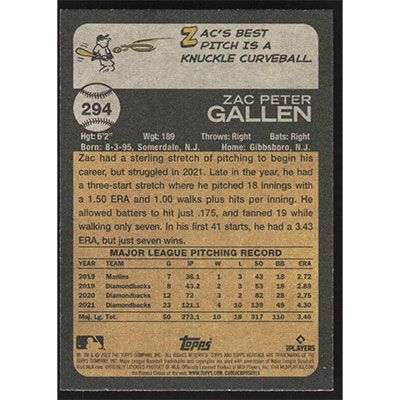 ZAC'S BEST
PITCH IS A
KNUCKLE CURVEBALL.
294
ZAC PETER
GALLEN
Hgt: 6'2" Wgt: 189 Throws: Right Bats: Right
Born: 8-3-95, Somerdale, N.J. Home: Gibbsboro, N.J.
Zac had a sterling stretch of pitching to begin his
career, but struggled in 2021. Late in the year, he had
a three-start stretch where he pitched 18 innings with
a 1.50 ERA and 1.00 walks plus hits per inning. He
allowed batters to hit just .175, and fanned 19 while
walking only seven. In his first 41 starts, he had a 3.43
ERA, but just seven wins.
MAJOR LEAGUE PITCHING RECORD
YEAR TEAM G IP W L SO BB ERA
2019 Marlins 7 36.1 1 3 43 18 2.72
2019 Diamondbacks 8 43.2 2 3 53 18 2.89
2020 Diamondbacks 12 72 3 2 82 25 2.75
2021 Diamondbacks 23 121.1 4 10 139 49 4.30
Maj. Lg. Tot. 50 273.1 10 18 317 110 3.46
Topps
PLAYERS